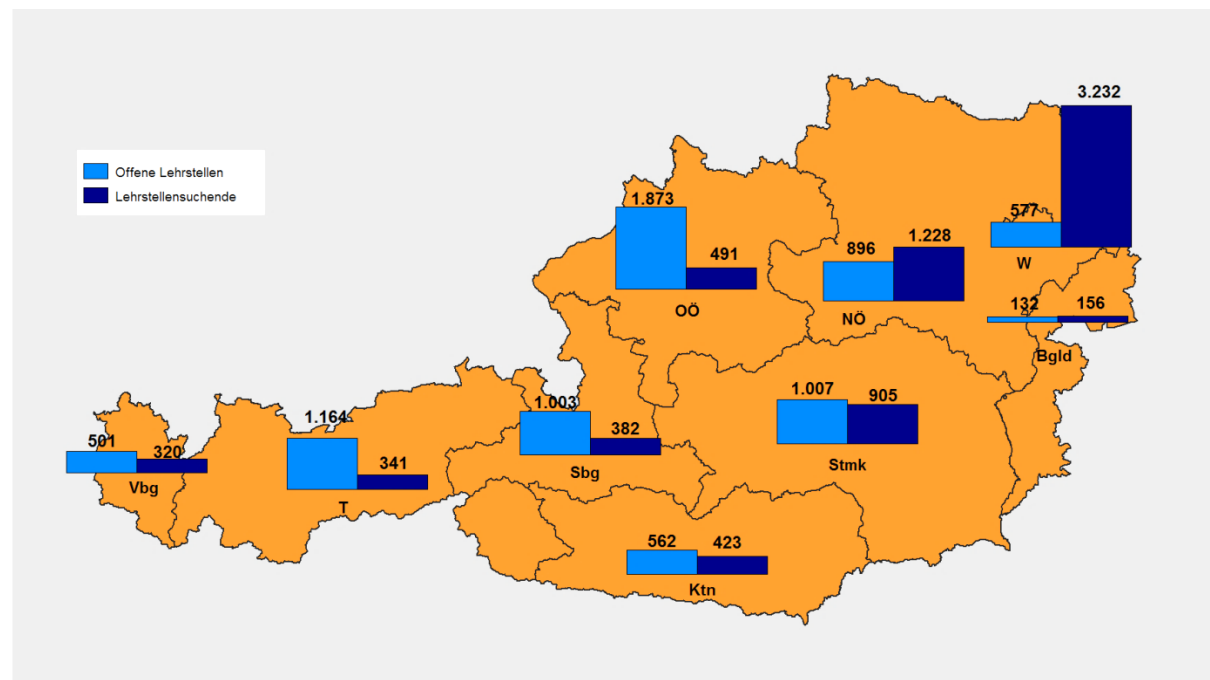 3.232
Offene Lehrstellen
Lehrstellensuchende
1.873
577
491
896
1.228
W
OÖ
NÖ
132
156
Bgld
1.164
1.003
1.007
905
501
320
341
382
Vbg
T
Sbg
Stmk
562
423
Ktn